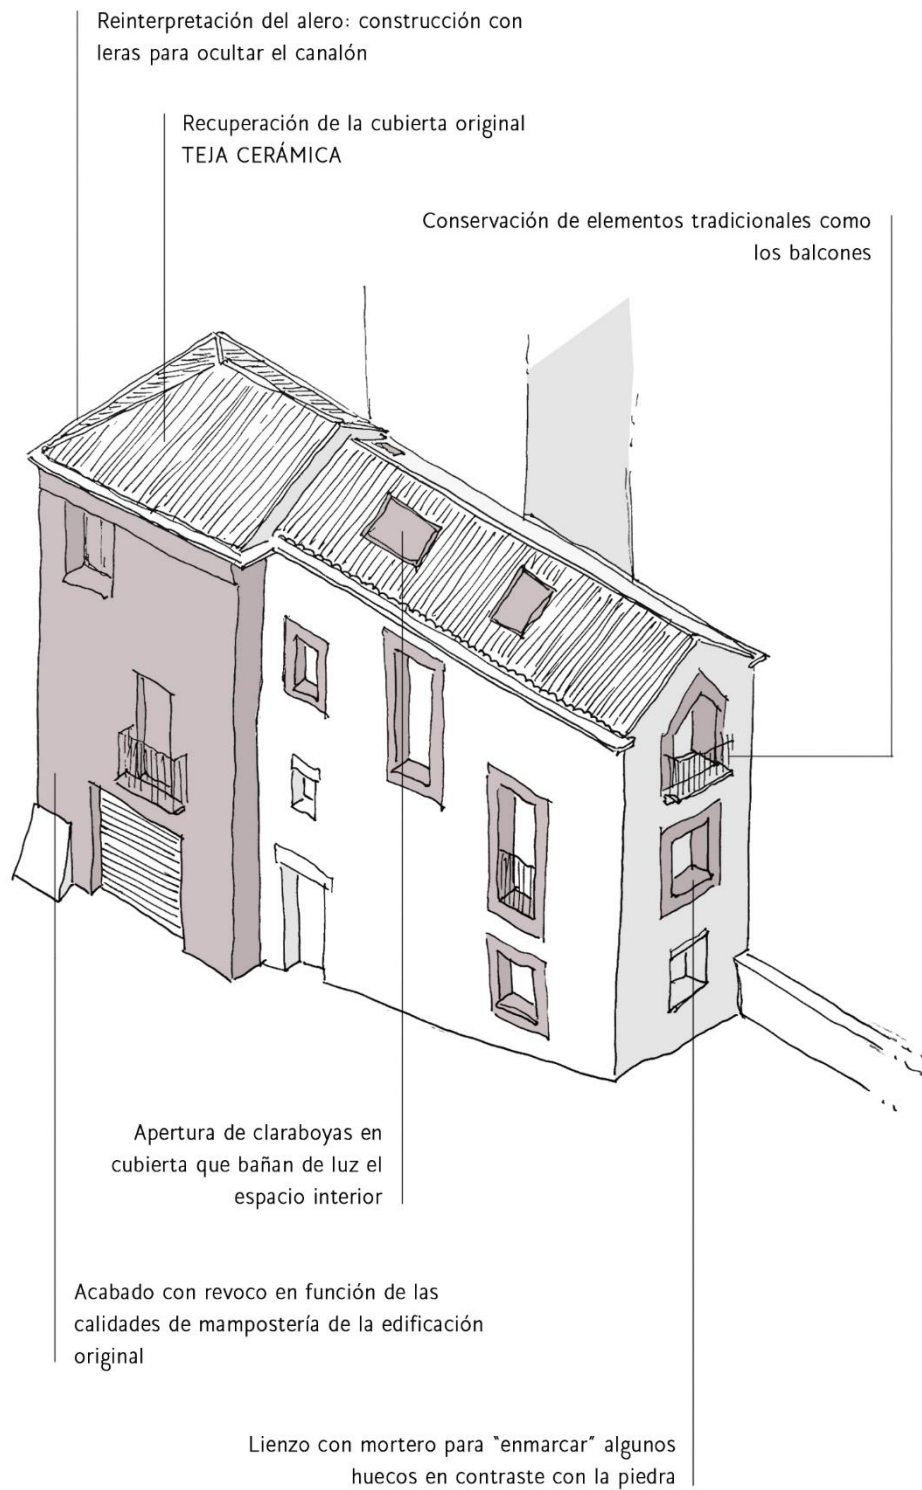 Reinterpretación del alero: construcción con
leras para ocultar el canalón
Recuperación de la cubierta original
TEJA CERÁMICA
Conservación de elementos tradicionales como
los balcones
Apertura de claraboyas en
cubierta que bañan de luz el
espacio interior
Acabado con revoco en función de las
calidades de mampostería de la edificación
original
Lienzo con mortero para "enmarcar" algunos
huecos en contraste con la piedra